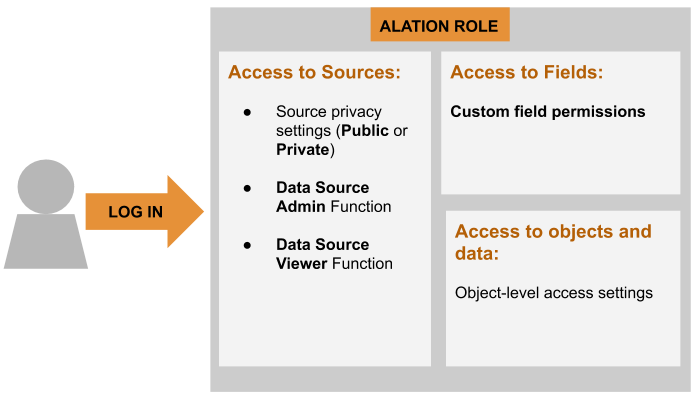 ALATION ROLE
LOG IN
Access to Sources:
● Source privacy
settings (Public or
Private)
● Data Source
Admin Function
● Data Source
Viewer Function
Access to Fields:
Custom field permissions
Access to objects and
data:
Object-level access settings